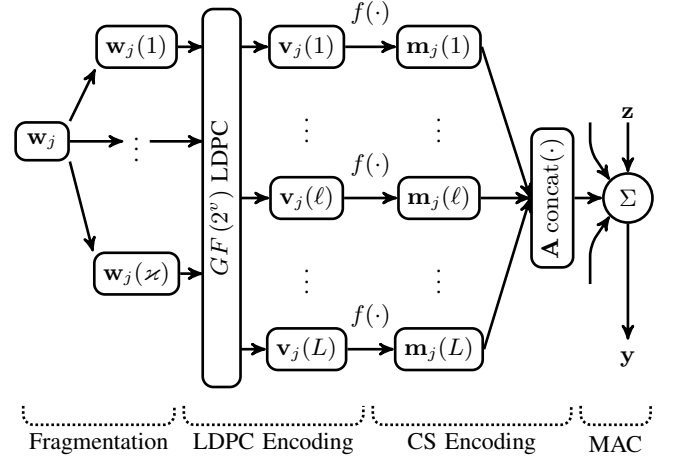 f(·)
w_j(1) v_j(1) m_j(1)
z
w_j ⋮ ⋮ ⋮
GF(2^v) LDPC
f(·)
A concat(·)
v_j(ℓ) m_j(ℓ) Σ
w_j(ϰ)
⋮ ⋮
f(·)
v_j(L) m_j(L) y
Fragmentation LDPC Encoding CS Encoding MAC